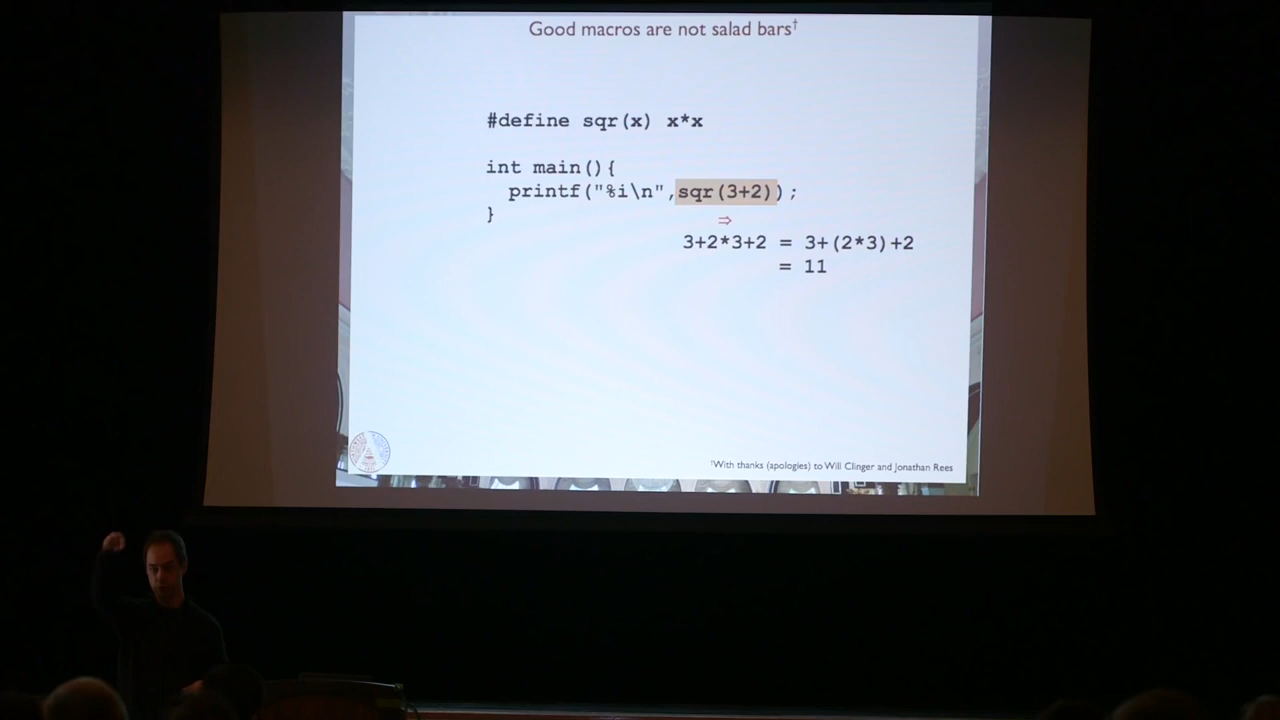 Good macros are not salad bars†
#define sqr(x) x*x
int main(){
printf("%i\n",sqr(3+2));
}
⇒
3+2*3+2 = 3+(2*3)+2
= 11
†With thanks (apologies) to Will Clinger and Jonathan Rees